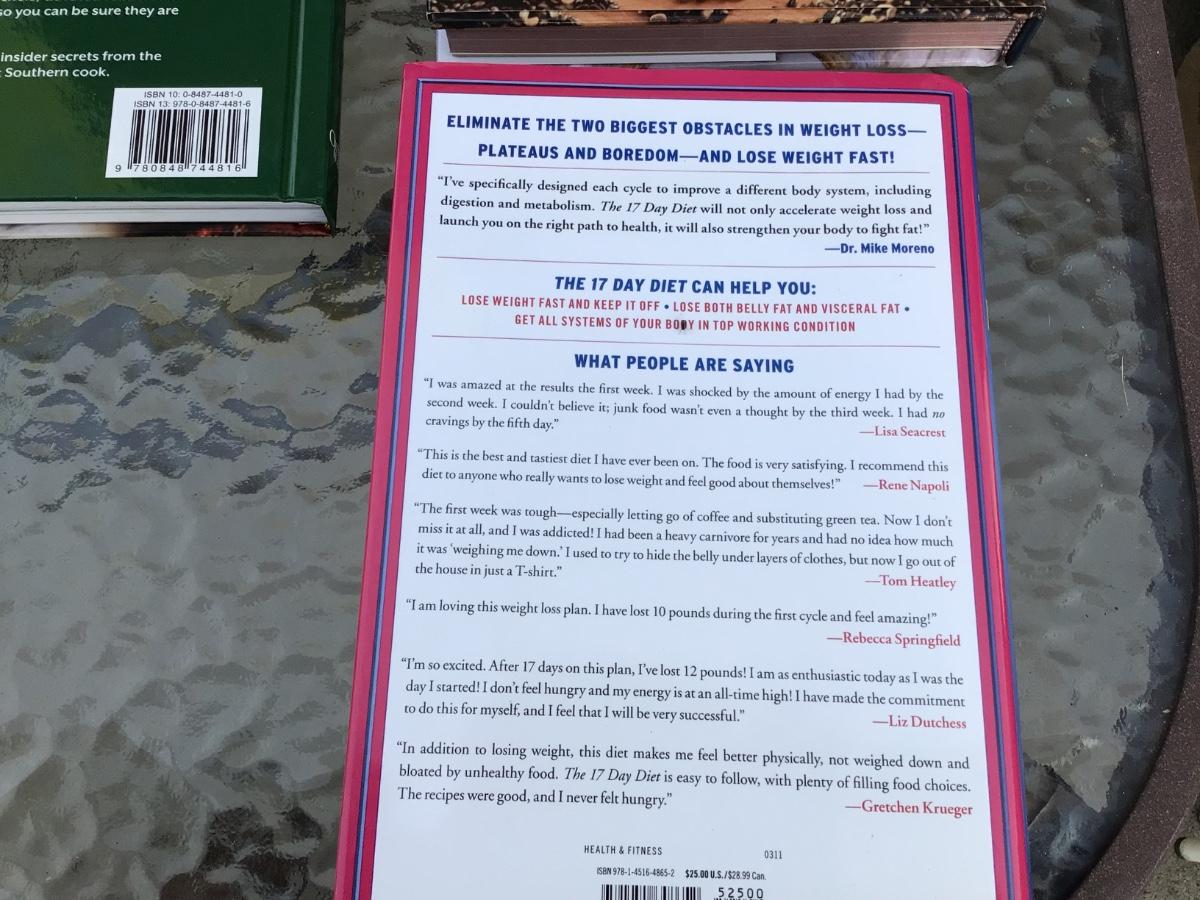 so you can be sure they are
insider secrets from the
Southern cook.
ISBN 10: 0-8487-4481-0
ISBN 13: 978-0-8487-4481-6
9 780848 744816
ELIMINATE THE TWO BIGGEST OBSTACLES IN WEIGHT LOSS—
PLATEAUS AND BOREDOM—AND LOSE WEIGHT FAST!
“I’ve specifically designed each cycle to improve a different body system, including
digestion and metabolism. The 17 Day Diet will not only accelerate weight loss and
launch you on the right path to health, it will also strengthen your body to fight fat!”
—Dr. Mike Moreno
THE 17 DAY DIET CAN HELP YOU:
LOSE WEIGHT FAST AND KEEP IT OFF • LOSE BOTH BELLY FAT AND VISCERAL FAT •
GET ALL SYSTEMS OF YOUR BODY IN TOP WORKING CONDITION
WHAT PEOPLE ARE SAYING
“I was amazed at the results the first week. I was shocked by the amount of energy I had by the
second week. I couldn’t believe it; junk food wasn’t even a thought by the third week. I had no
cravings by the fifth day.”
—Lisa Seacrest
“This is the best and tastiest diet I have ever been on. The food is very satisfying. I recommend this
diet to anyone who really wants to lose weight and feel good about themselves!” —Rene Napoli
“The first week was tough—especially letting go of coffee and substituting green tea. Now I don’t
miss it at all, and I was addicted! I had been a heavy carnivore for years and had no idea how much
it was ‘weighing me down.’ I used to try to hide the belly under layers of clothes, but now I go out of
the house in just a T-shirt.”
—Tom Heatley
“I am loving this weight loss plan. I have lost 10 pounds during the first cycle and feel amazing!”
—Rebecca Springfield
“I’m so excited. After 17 days on this plan, I’ve lost 12 pounds! I am as enthusiastic today as I was the
day I started! I don’t feel hungry and my energy is at an all-time high! I have made the commitment
to do this for myself, and I feel that I will be very successful.”
—Liz Dutchess
“In addition to losing weight, this diet makes me feel better physically, not weighed down and
bloated by unhealthy food. The 17 Day Diet is easy to follow, with plenty of filling food choices.
The recipes were good, and I never felt hungry.”
—Gretchen Krueger
HEALTH & FITNESS 0311
ISBN 978-1-4516-4865-2 $25.00 U.S./$28.99 Can.
52500